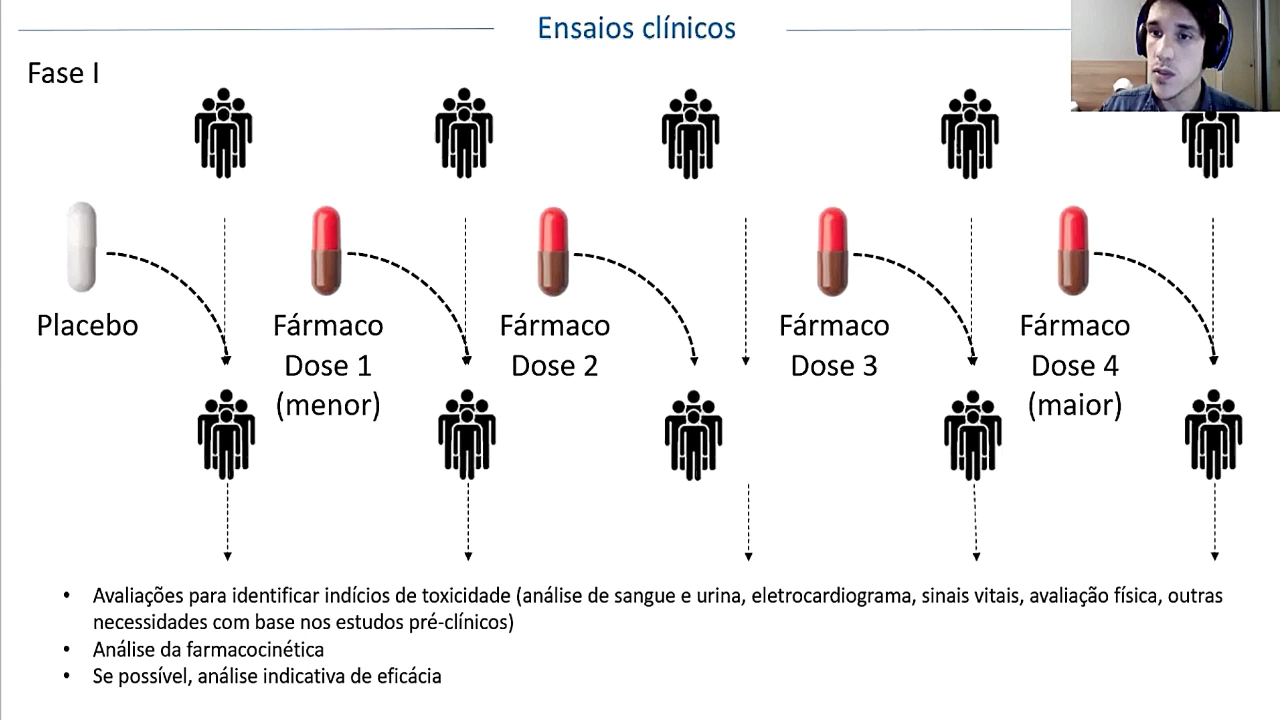 Ensaios clínicos
Fase I
Placebo
Fármaco
Dose 1
(menor)
Fármaco
Dose 2
Fármaco
Dose 3
Fármaco
Dose 4
(maior)
• Avaliações para identificar indícios de toxicidade (análise de sangue e urina, eletrocardiograma, sinais vitais, avaliação física, outras
necessidades com base nos estudos pré-clínicos)
• Análise da farmacocinética
• Se possível, análise indicativa de eficácia